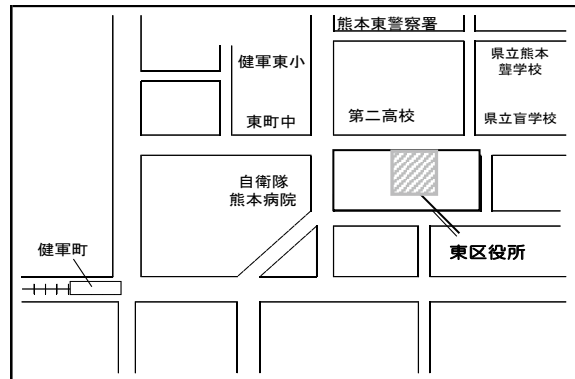 熊本東警察署
健軍東小
県立熊本
聾学校
東町中
第二高校
県立盲学校
自衛隊
熊本病院
健軍町
東区役所